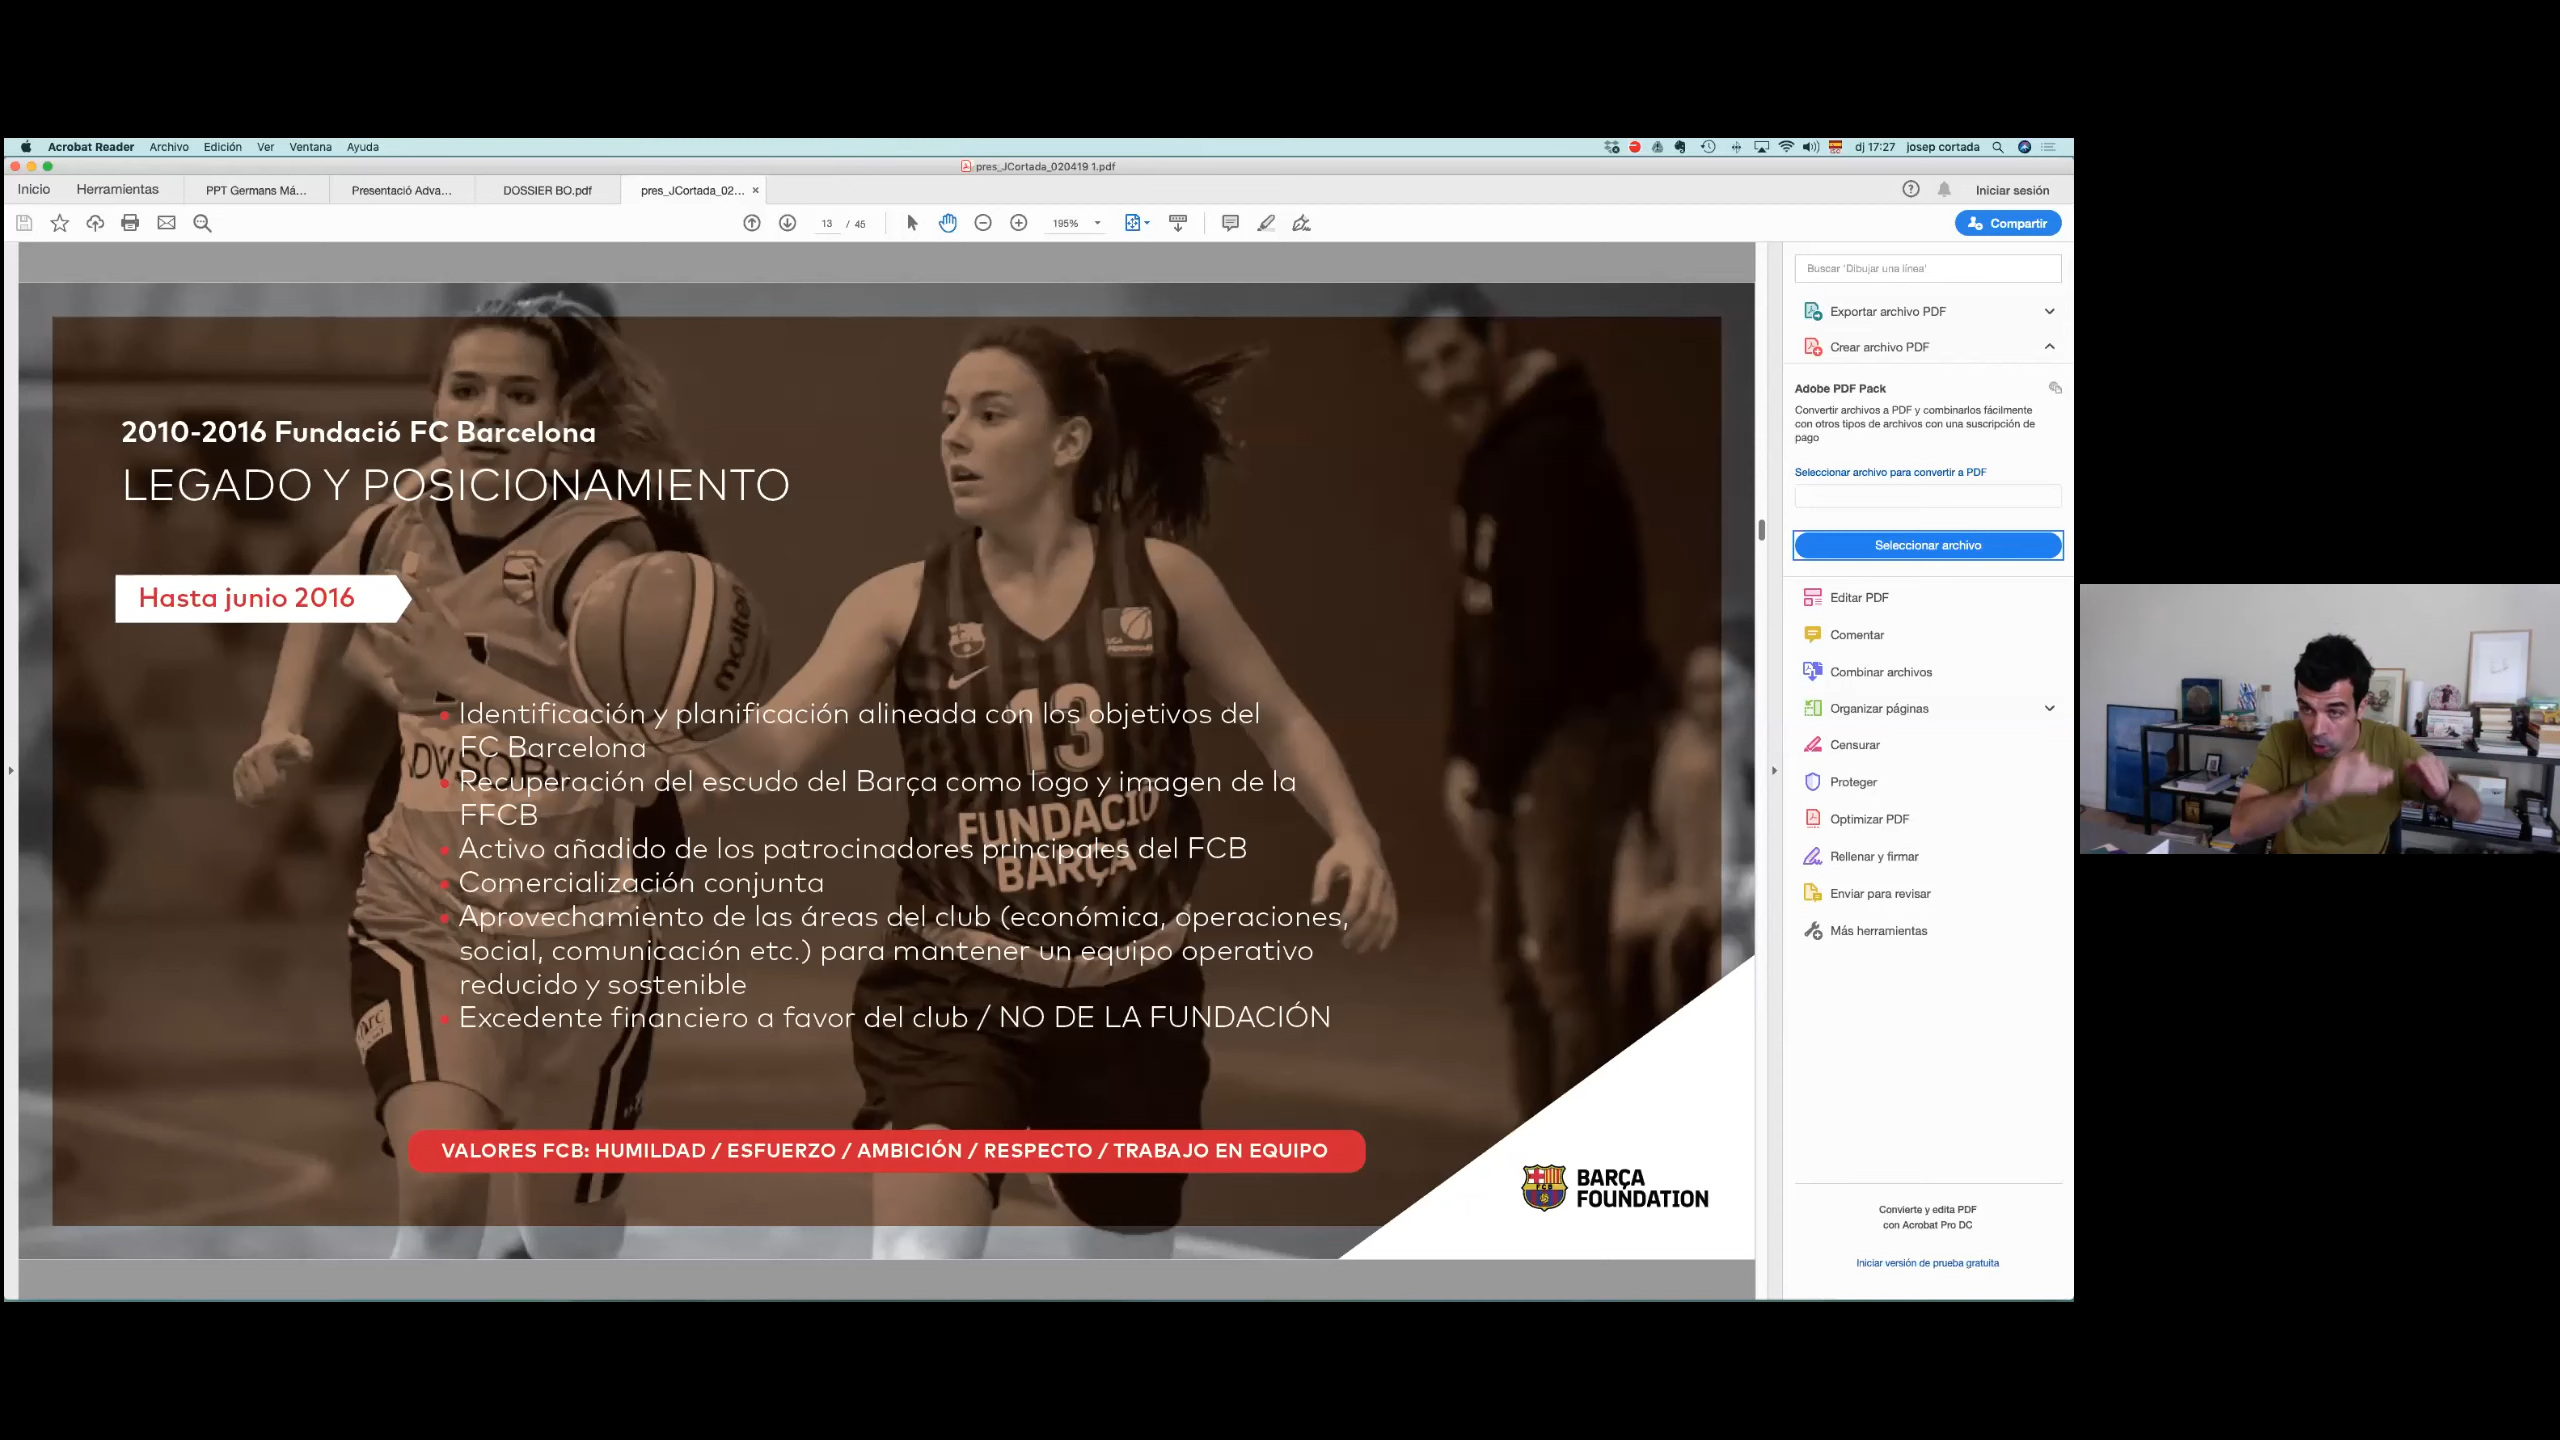 Acrobat Reader Archivo Edición Ver Ventana Ayuda
dj 17:27 josep cortada
pres_JCortada_020419 1.pdf
Inicio Herramientas PPT Germans Má... Presentació Adva... DOSSIER BO.pdf pres_JCortada_02... ×
Iniciar sesión
13 / 45
195%
Compartir
2010-2016 Fundació FC Barcelona
LEGADO Y POSICIONAMIENTO
Hasta junio 2016
• Identificación y planificación alineada con los objetivos del
FC Barcelona
• Recuperación del escudo del Barça como logo y imagen de la
FFCB
• Activo añadido de los patrocinadores principales del FCB
• Comercialización conjunta
• Aprovechamiento de las áreas del club (económica, operaciones,
social, comunicación etc.) para mantener un equipo operativo
reducido y sostenible
• Excedente financiero a favor del club / NO DE LA FUNDACIÓN
VALORES FCB: HUMILDAD / ESFUERZO / AMBICIÓN / RESPECTO / TRABAJO EN EQUIPO
FCB
BARÇA
FOUNDATION
molten
13
FUNDACIÓ
BARÇA
Buscar 'Dibujar una línea'
Exportar archivo PDF
Crear archivo PDF
Adobe PDF Pack
Convertir archivos a PDF y combinarlos fácilmente
con otros tipos de archivos con una suscripción de
pago
Seleccionar archivo para convertir a PDF
Seleccionar archivo
Editar PDF
Comentar
Combinar archivos
Organizar páginas
Censurar
Proteger
Optimizar PDF
Rellenar y firmar
Enviar para revisar
Más herramientas
Convierte y edita PDF
con Acrobat Pro DC
Iniciar versión de prueba gratuita